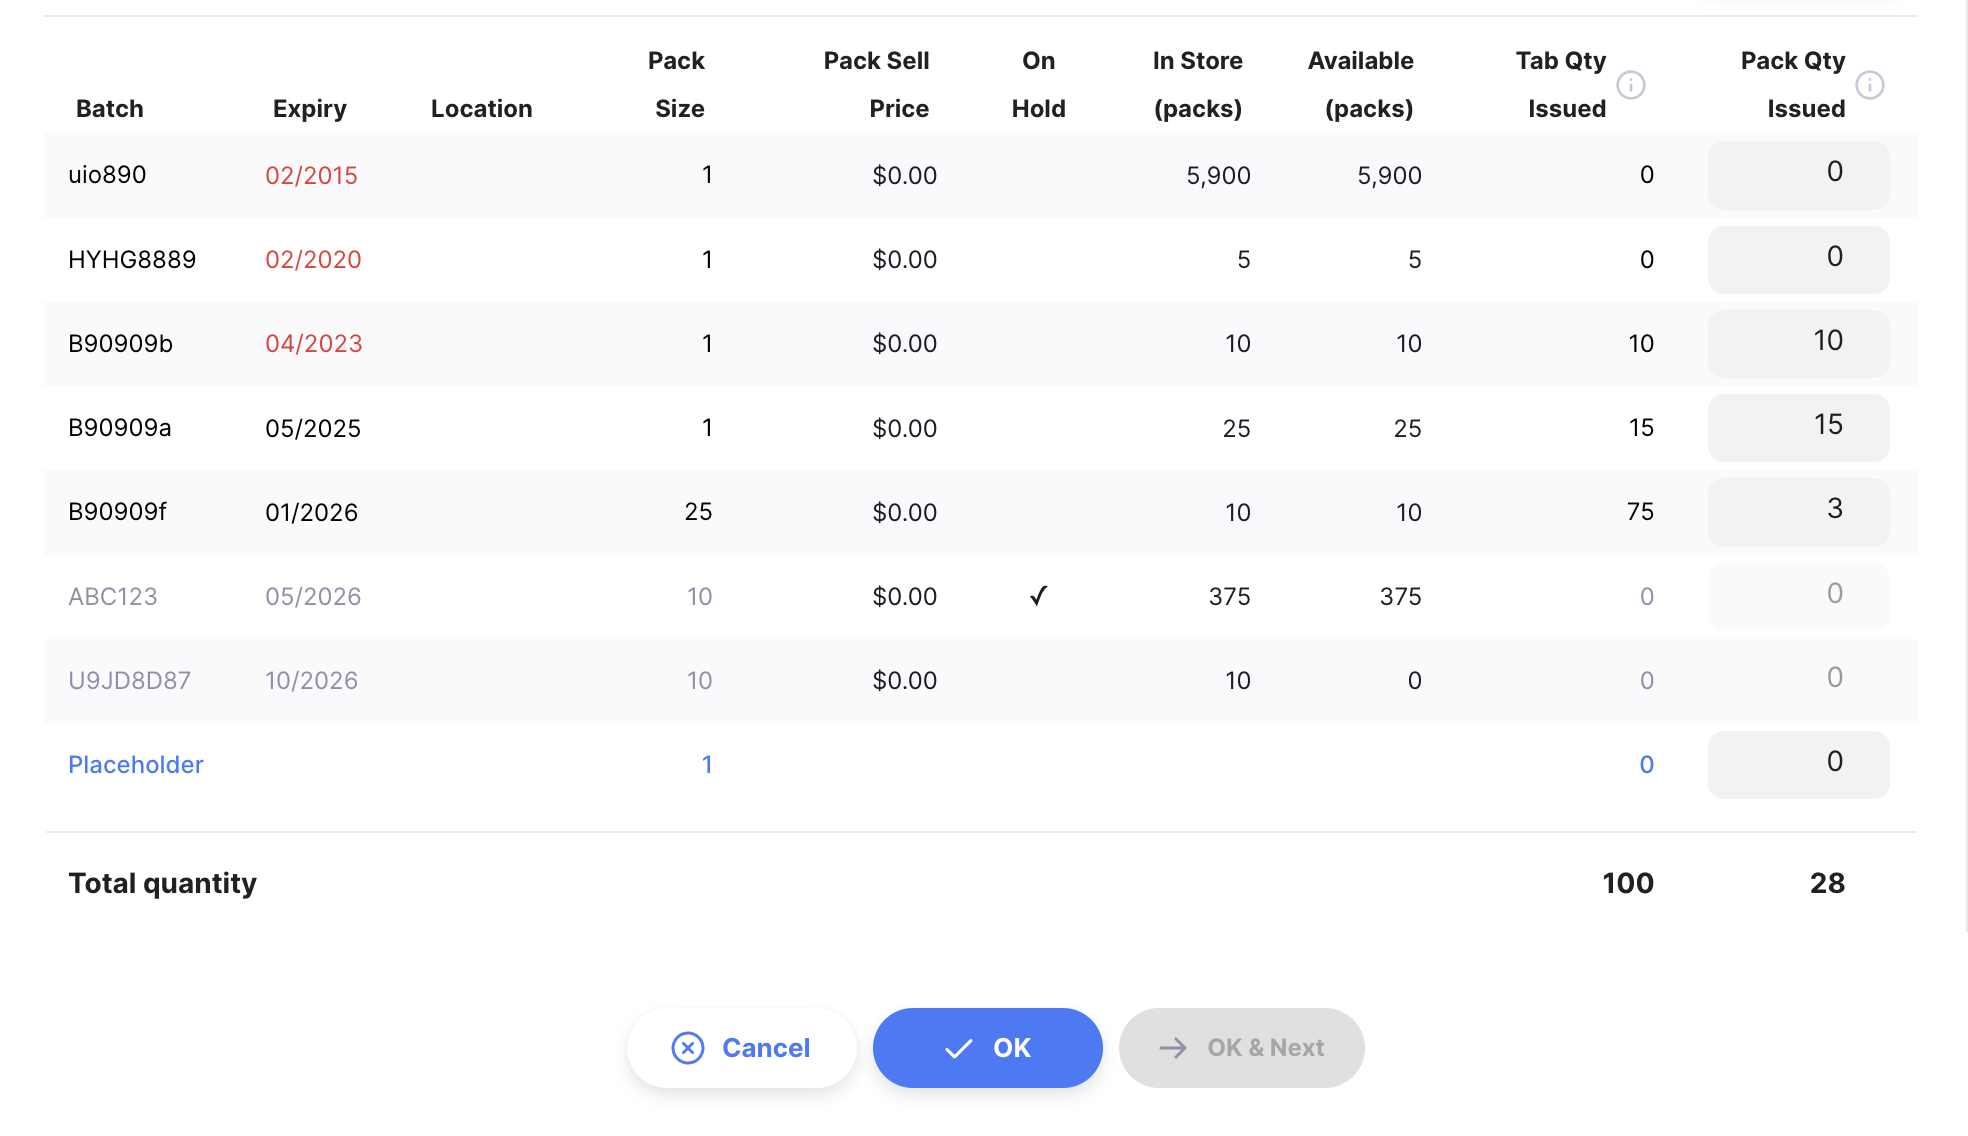 Batch Expiry Location Pack Size Pack Sell Price On Hold In Store (packs) Available (packs) Tab Qty Issued Pack Qty Issued
uio890 02/2015 1 $0.00 5,900 5,900 0 0
HYHG8889 02/2020 1 $0.00 5 5 0 0
B90909b 04/2023 1 $0.00 10 10 10 10
B90909a 05/2025 1 $0.00 25 25 15 15
B90909f 01/2026 25 $0.00 10 10 75 3
ABC123 05/2026 10 $0.00 ✓ 375 375 0 0
U9JD8D87 10/2026 10 $0.00 10 0 0 0
Placeholder 1 0 0
Total quantity 100 28
Cancel OK OK & Next